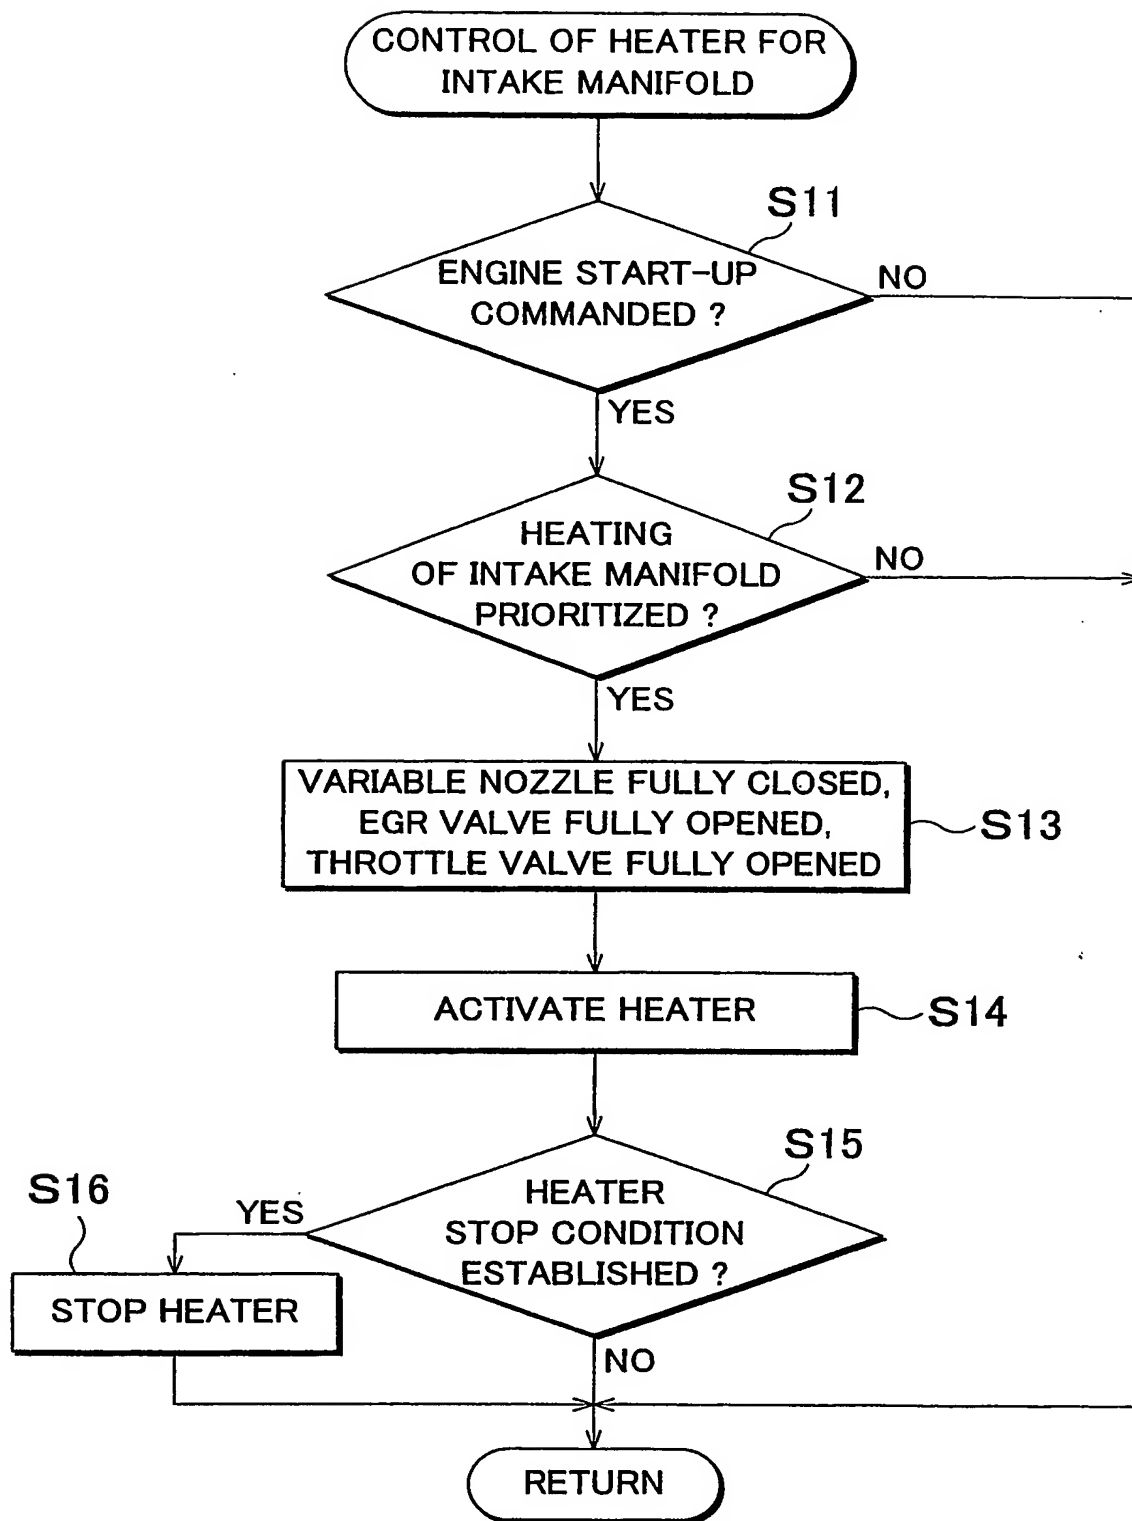 CONTROL OF HEATER FOR
INTAKE MANIFOLD
S11
ENGINE START-UP
COMMANDED ?
NO
YES
S12
HEATING
OF INTAKE MANIFOLD
PRIORITIZED ?
NO
YES
VARIABLE NOZZLE FULLY CLOSED,
EGR VALVE FULLY OPENED,
THROTTLE VALVE FULLY OPENED
S13
ACTIVATE HEATER
S14
S15
HEATER
STOP CONDITION
ESTABLISHED ?
YES
S16
STOP HEATER
NO
RETURN